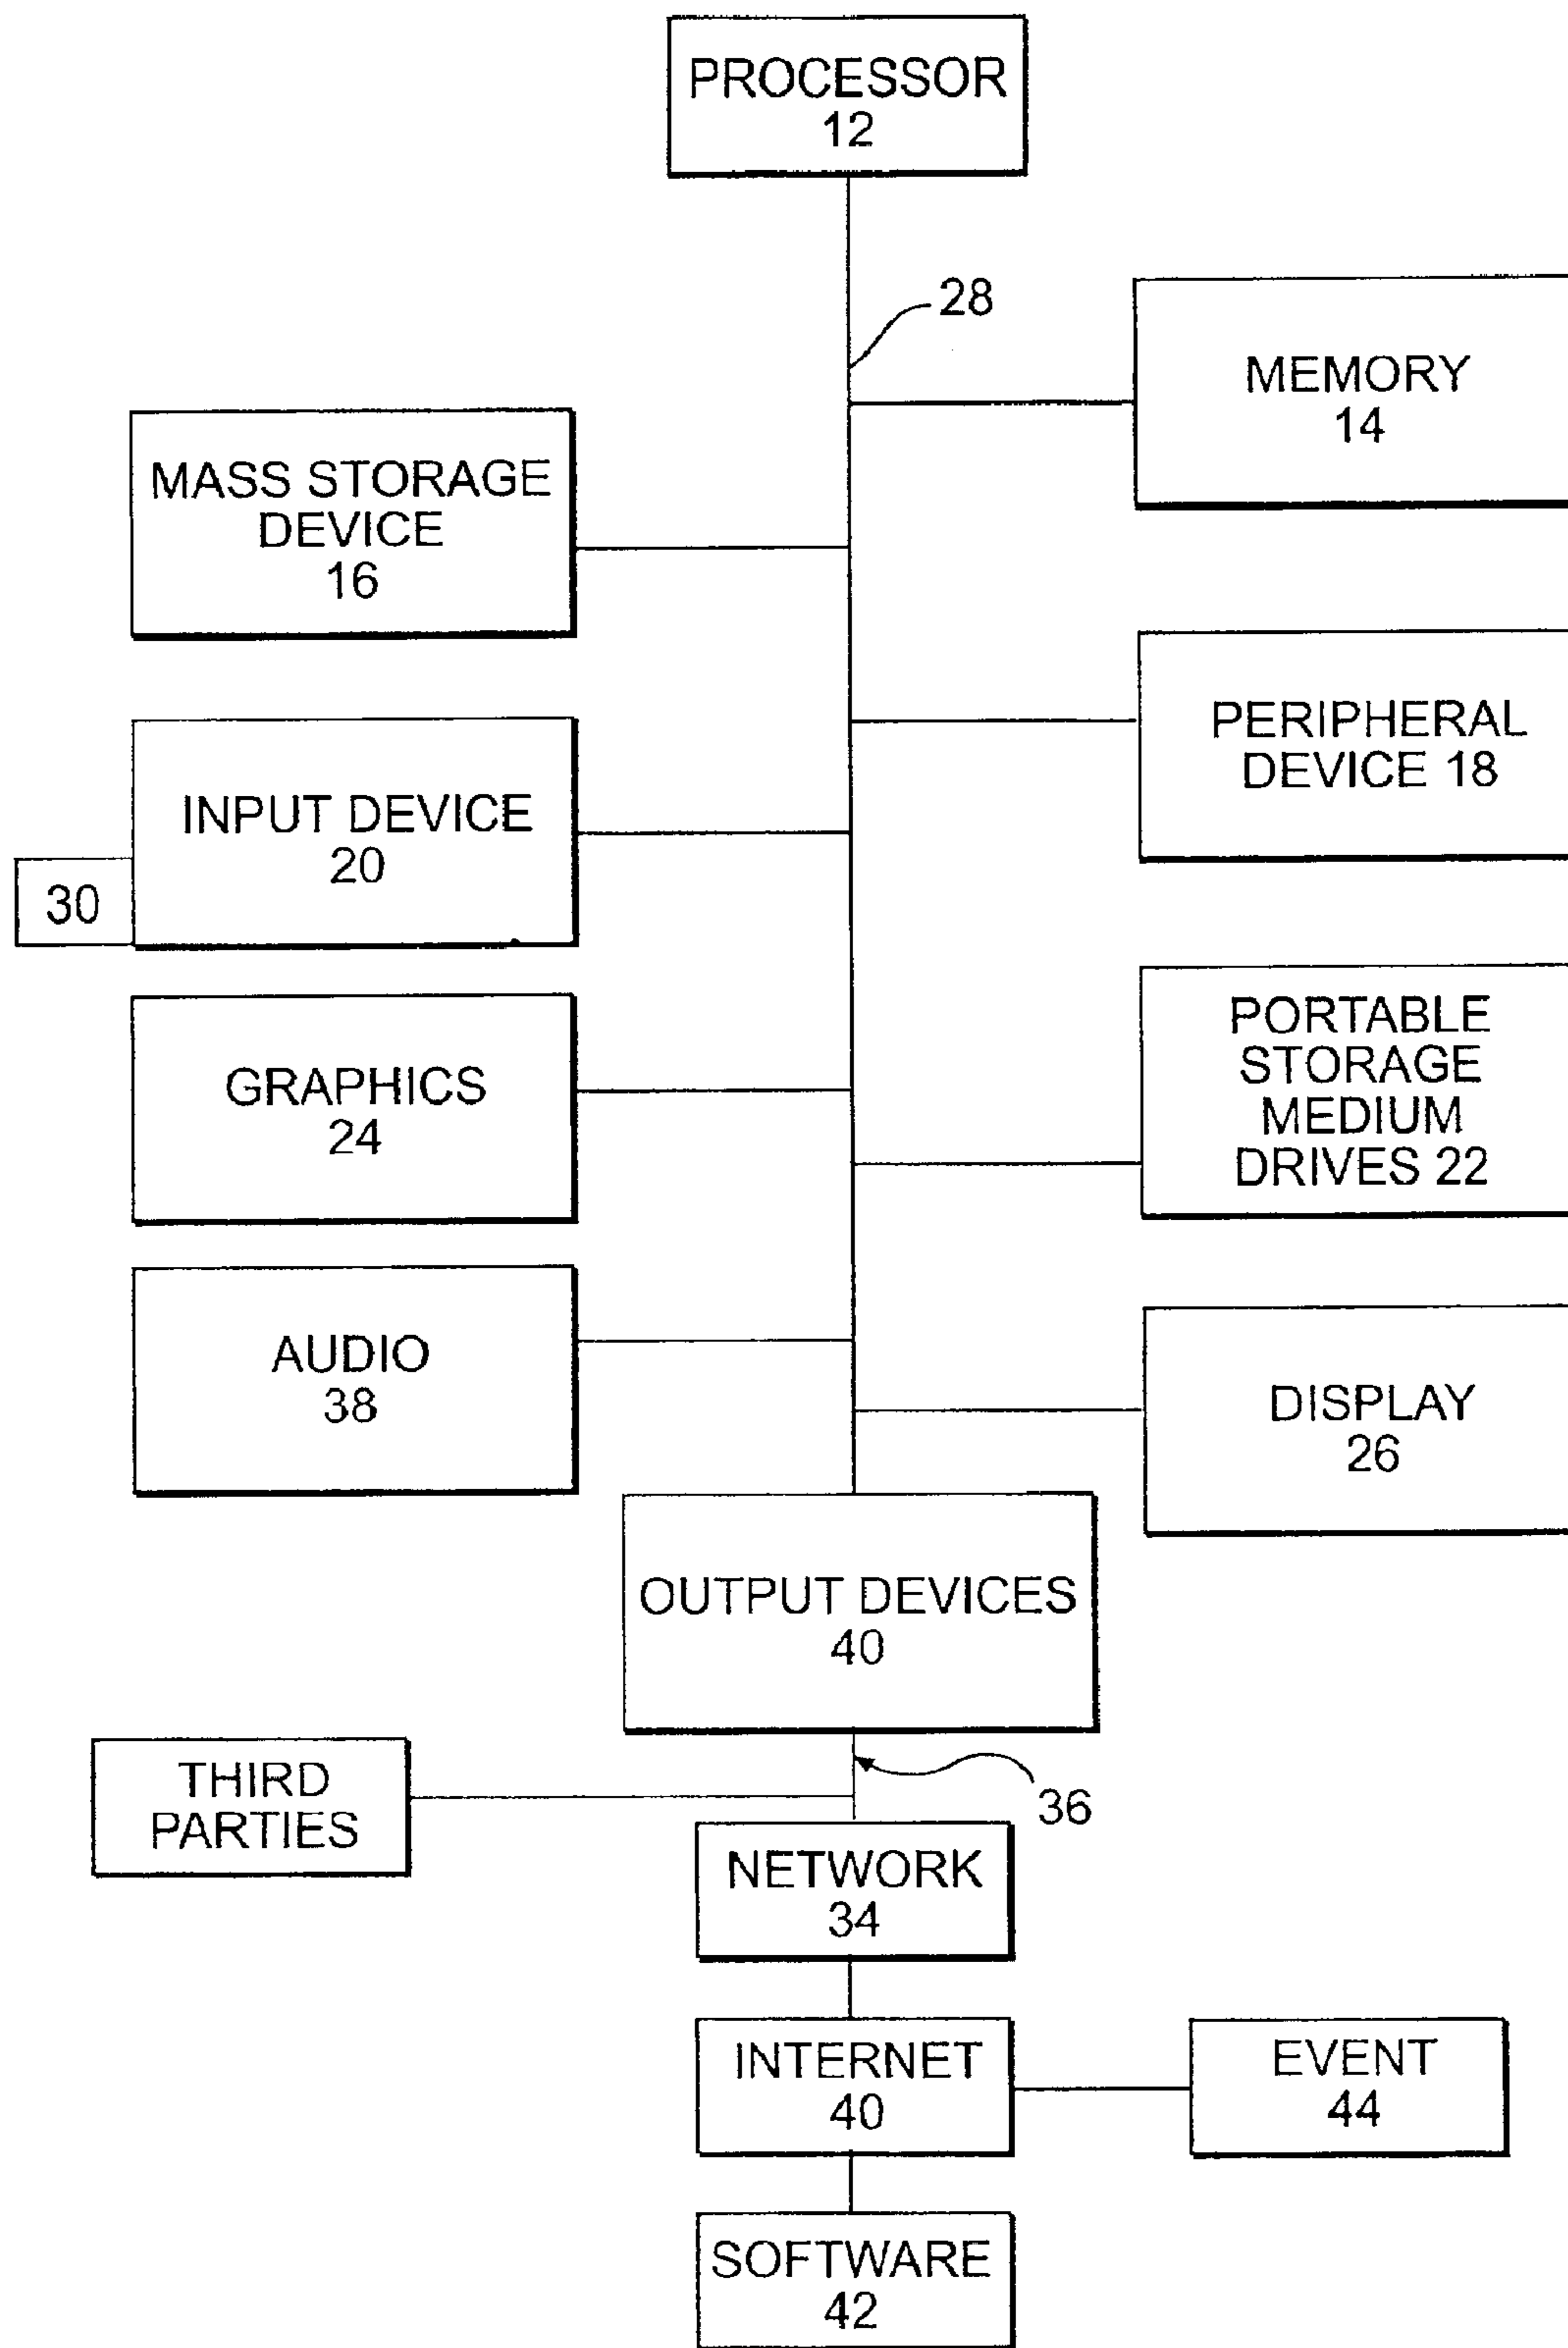 PROCESSOR
12
28
MEMORY
14
MASS STORAGE
DEVICE
16
PERIPHERAL
DEVICE 18
INPUT DEVICE
20
30
PORTABLE
STORAGE
MEDIUM
DRIVES 22
GRAPHICS
24
AUDIO
38
DISPLAY
26
OUTPUT DEVICES
40
THIRD
PARTIES
36
NETWORK
34
INTERNET
40
EVENT
44
SOFTWARE
42